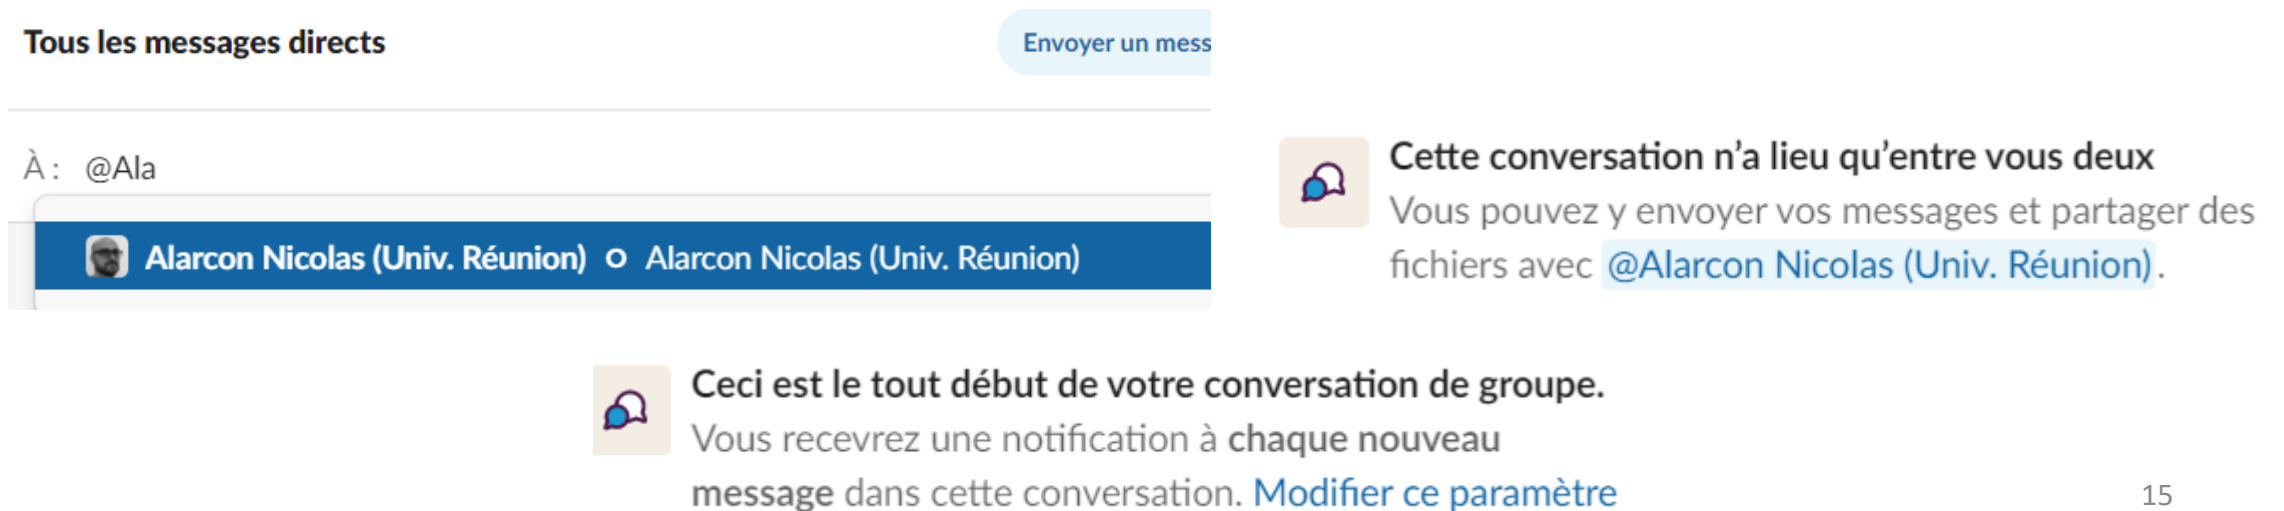 Tous les messages directs
Envoyer un mess
À : @Ala
Alarcon Nicolas (Univ. Réunion) Alarcon Nicolas (Univ. Réunion)
Cette conversation n’a lieu qu’entre vous deux
Vous pouvez y envoyer vos messages et partager des
fichiers avec @Alarcon Nicolas (Univ. Réunion).
Ceci est le tout début de votre conversation de groupe.
Vous recevrez une notification à chaque nouveau
message dans cette conversation. Modifier ce paramètre
15